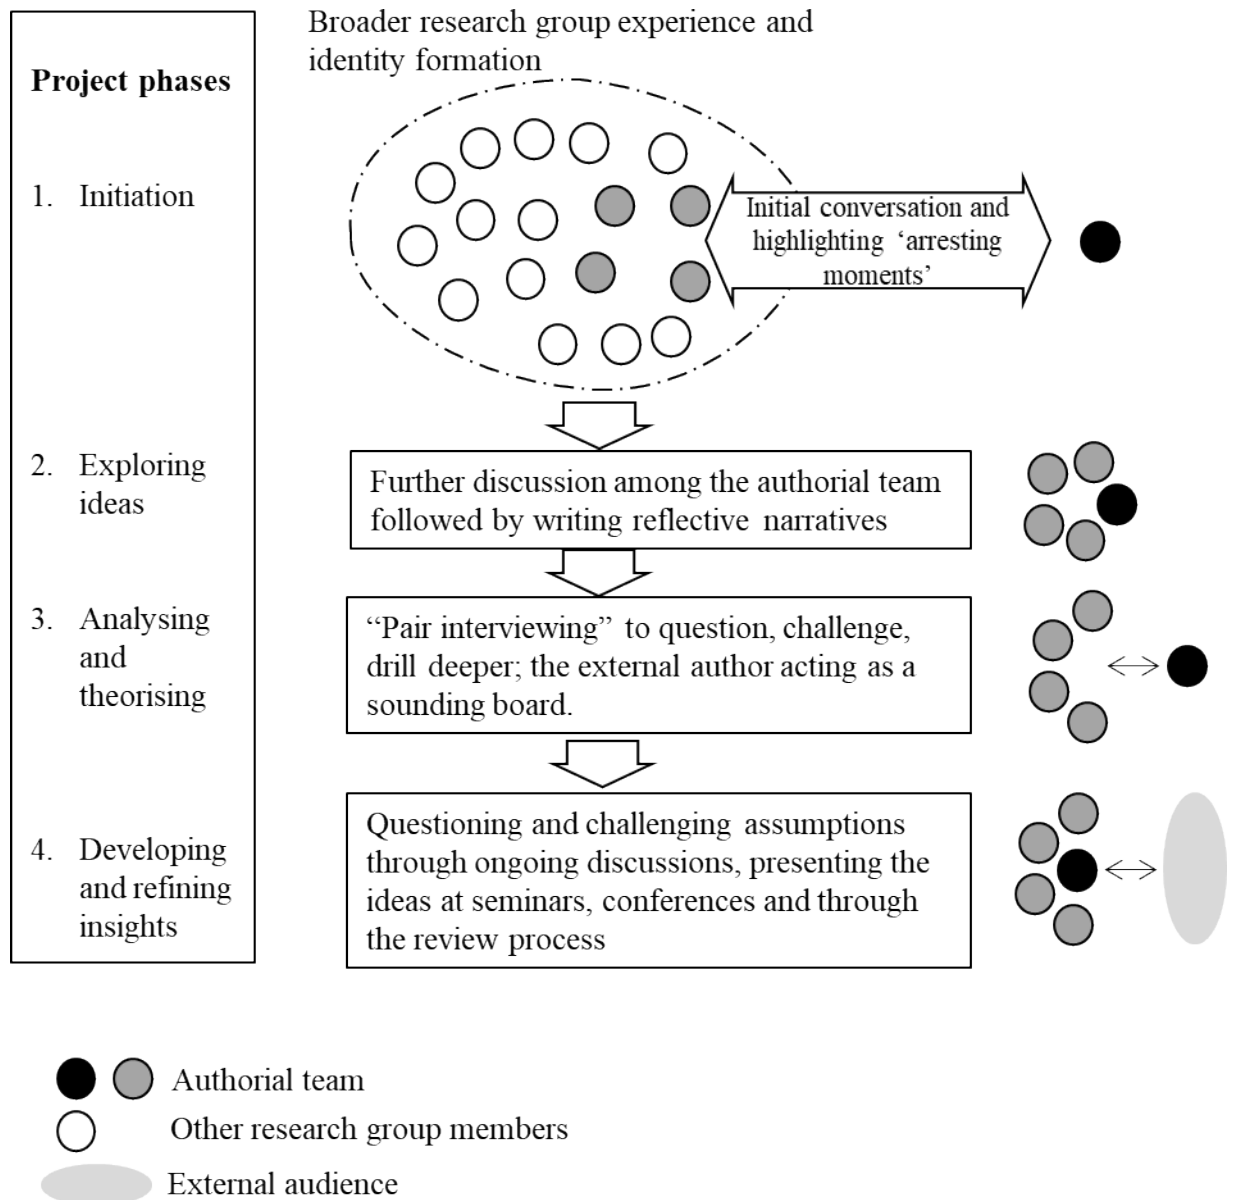 Broader research group experience and
identity formation
Project phases
1. Initiation
Initial conversation and
highlighting ‘arresting
moments’
2. Exploring
ideas
Further discussion among the authorial team
followed by writing reflective narratives
3. Analysing
and
theorising
“Pair interviewing” to question, challenge,
drill deeper; the external author acting as a
sounding board.
4. Developing
and refining
insights
Questioning and challenging assumptions
through ongoing discussions, presenting the
ideas at seminars, conferences and through
the review process
Authorial team
Other research group members
External audience